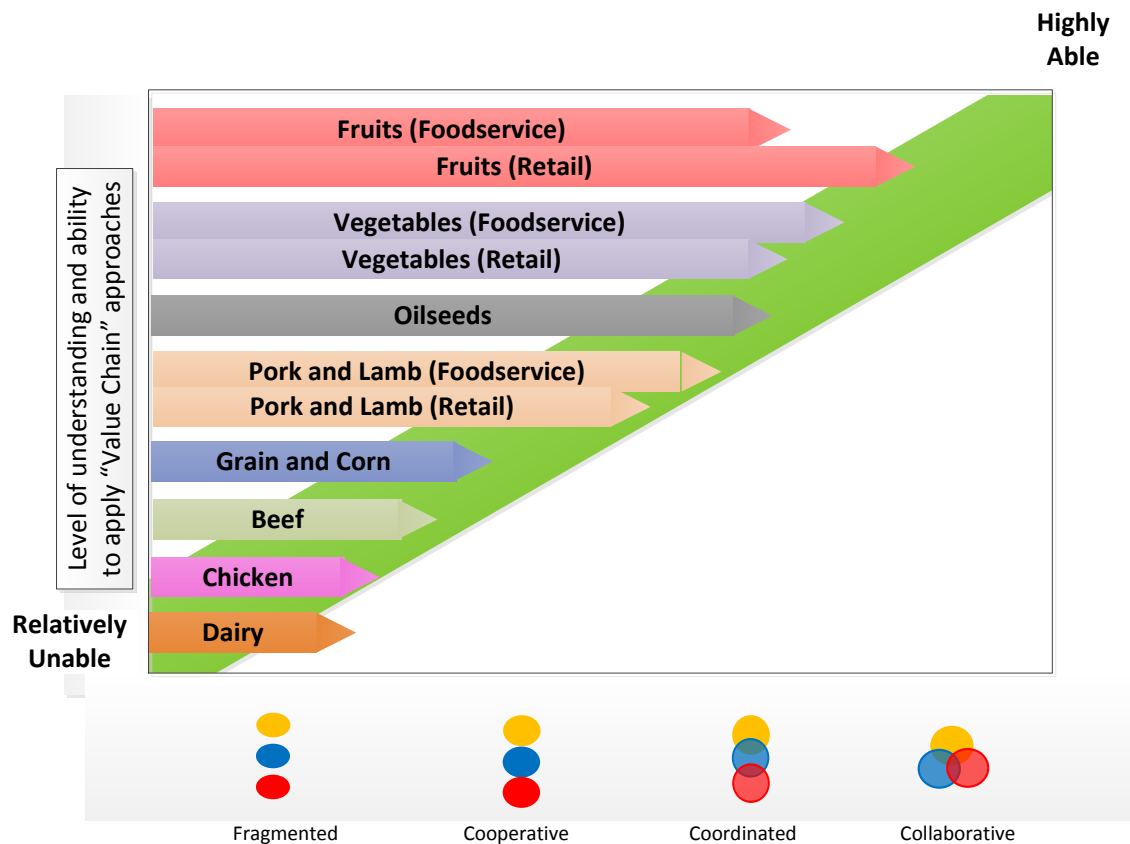 Highly
Able
Fruits (Foodservice)
Fruits (Retail)
Vegetables (Foodservice)
Vegetables (Retail)
Oilseeds
Pork and Lamb (Foodservice)
Pork and Lamb (Retail)
Grain and Corn
Beef
Chicken
Dairy
Level of understanding and ability
to apply “Value Chain” approaches
Relatively
Unable
Fragmented
Cooperative
Coordinated
Collaborative